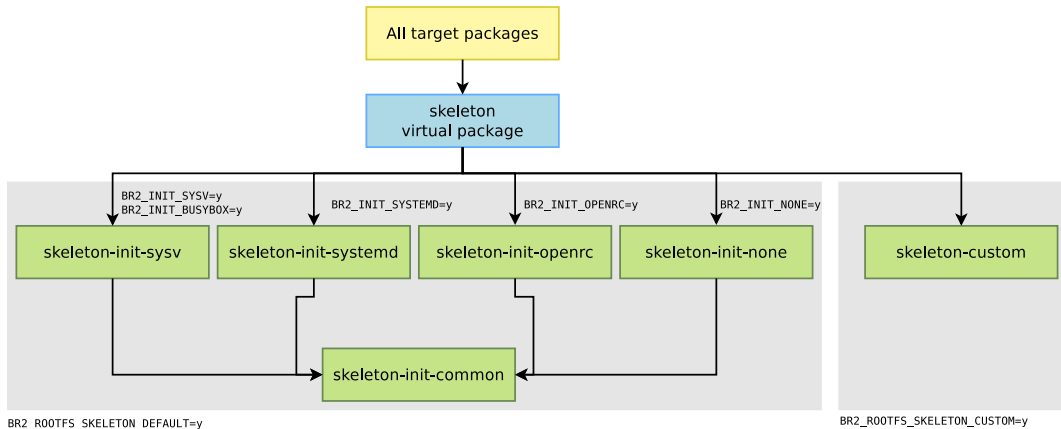 All target packages
skeleton
virtual package
BR2_INIT_SYSV=y
BR2_INIT_BUSYBOX=y
BR2_INIT_SYSTEMD=y
BR2_INIT_OPENRC=y
BR2_INIT_NONE=y
skeleton-init-sysv
skeleton-init-systemd
skeleton-init-openrc
skeleton-init-none
skeleton-custom
skeleton-init-common
BR2_ROOTFS_SKELETON_DEFAULT=y
BR2_ROOTFS_SKELETON_CUSTOM=y